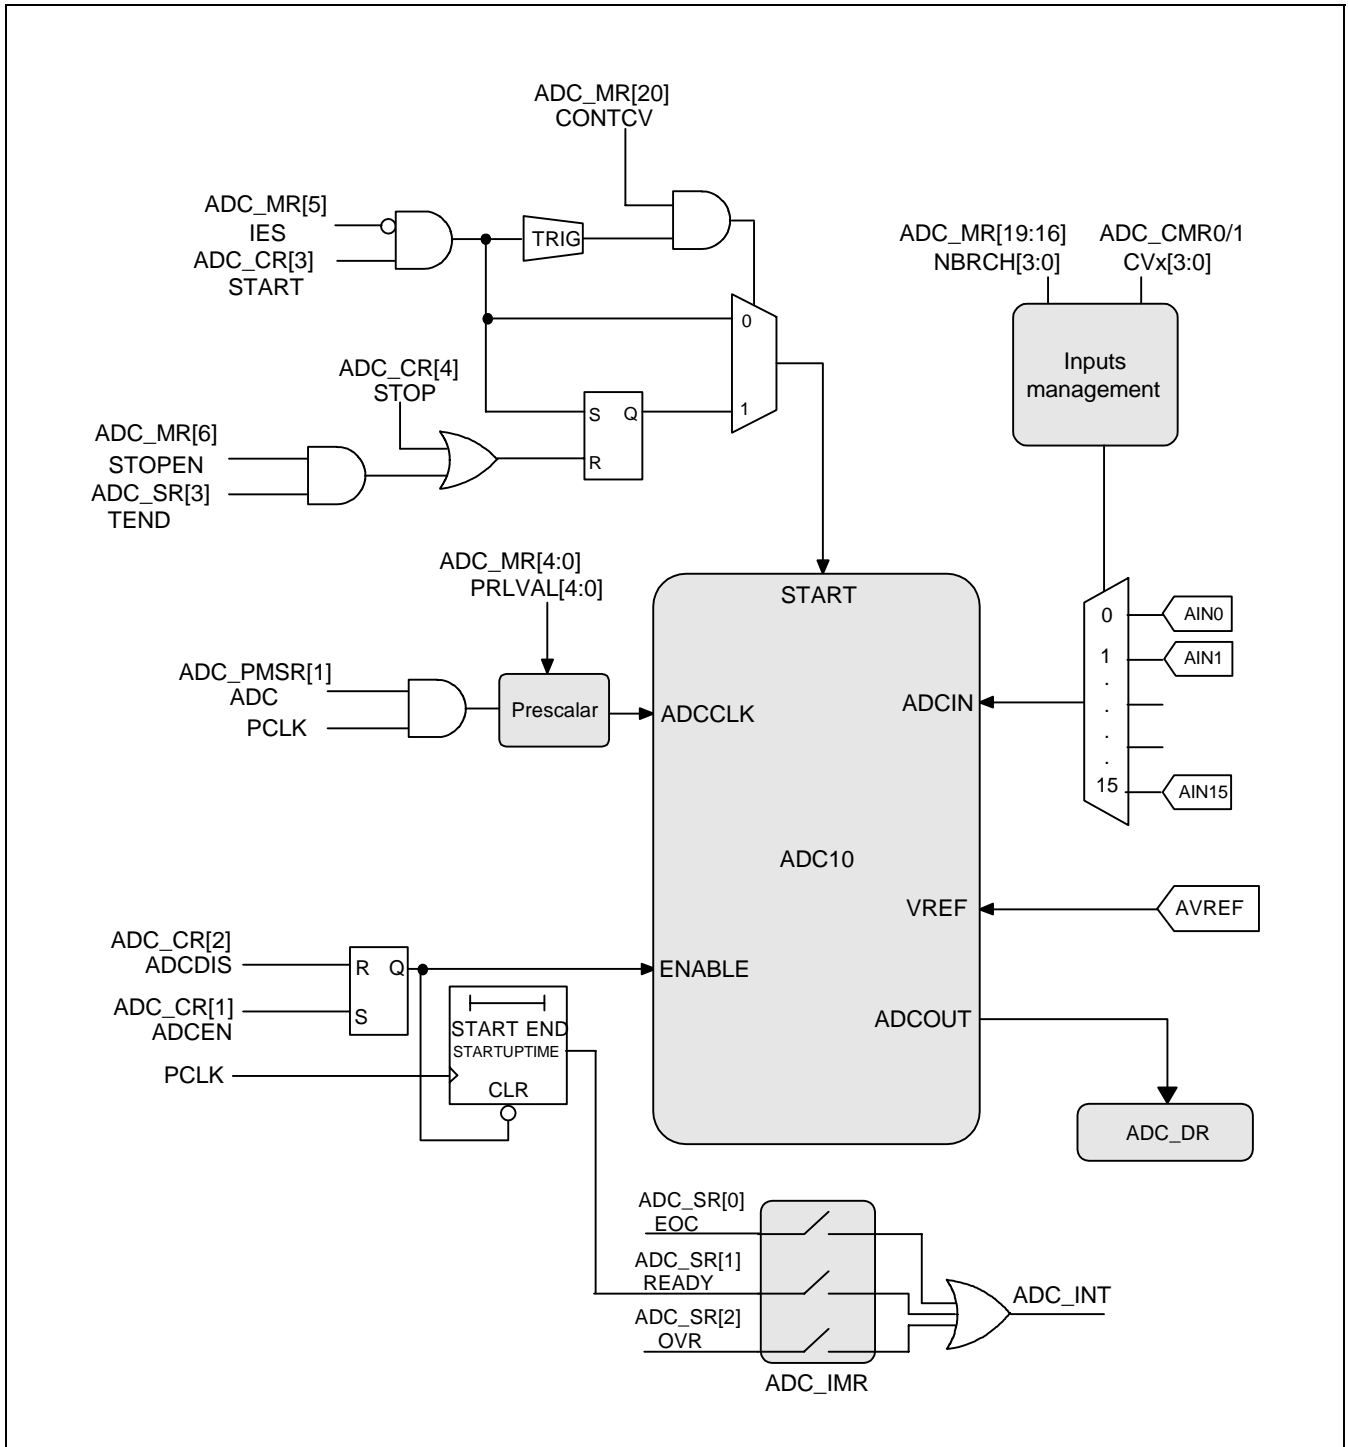 ADC_MR[20]
CONTCV
ADC_MR[5]
IES
ADC_CR[3]
START
TRIG
ADC_MR[19:16]
NBRCH[3:0]
ADC_CMR0/1
CVx[3:0]
0
1
Inputs
management
ADC_CR[4]
STOP
S Q
R
ADC_MR[6]
STOPEN
ADC_SR[3]
TEND
ADC_MR[4:0]
PRLVAL[4:0]
START
0
AIN0
1
AIN1
.
.
.
.
15
AIN15
ADC_PMSR[1]
ADC
PCLK
Prescalar
ADCCLK
ADCIN
ADC10
VREF
AVREF
ADC_CR[2]
ADCDIS
R Q
ENABLE
ADC_CR[1]
ADCEN
S
START END
STARTUPTIME
PCLK
CLR
ADCOUT
ADC_DR
ADC_SR[0]
EOC
ADC_SR[1]
READY
ADC_SR[2]
OVR
ADC_INT
ADC_IMR